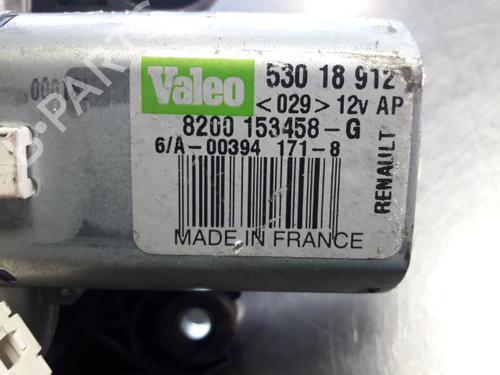 Valeo
530 18 912
<029> 12v AP
8200 153458-G
6/A-00394 171-8
RENAULT
MADE IN FRANCE